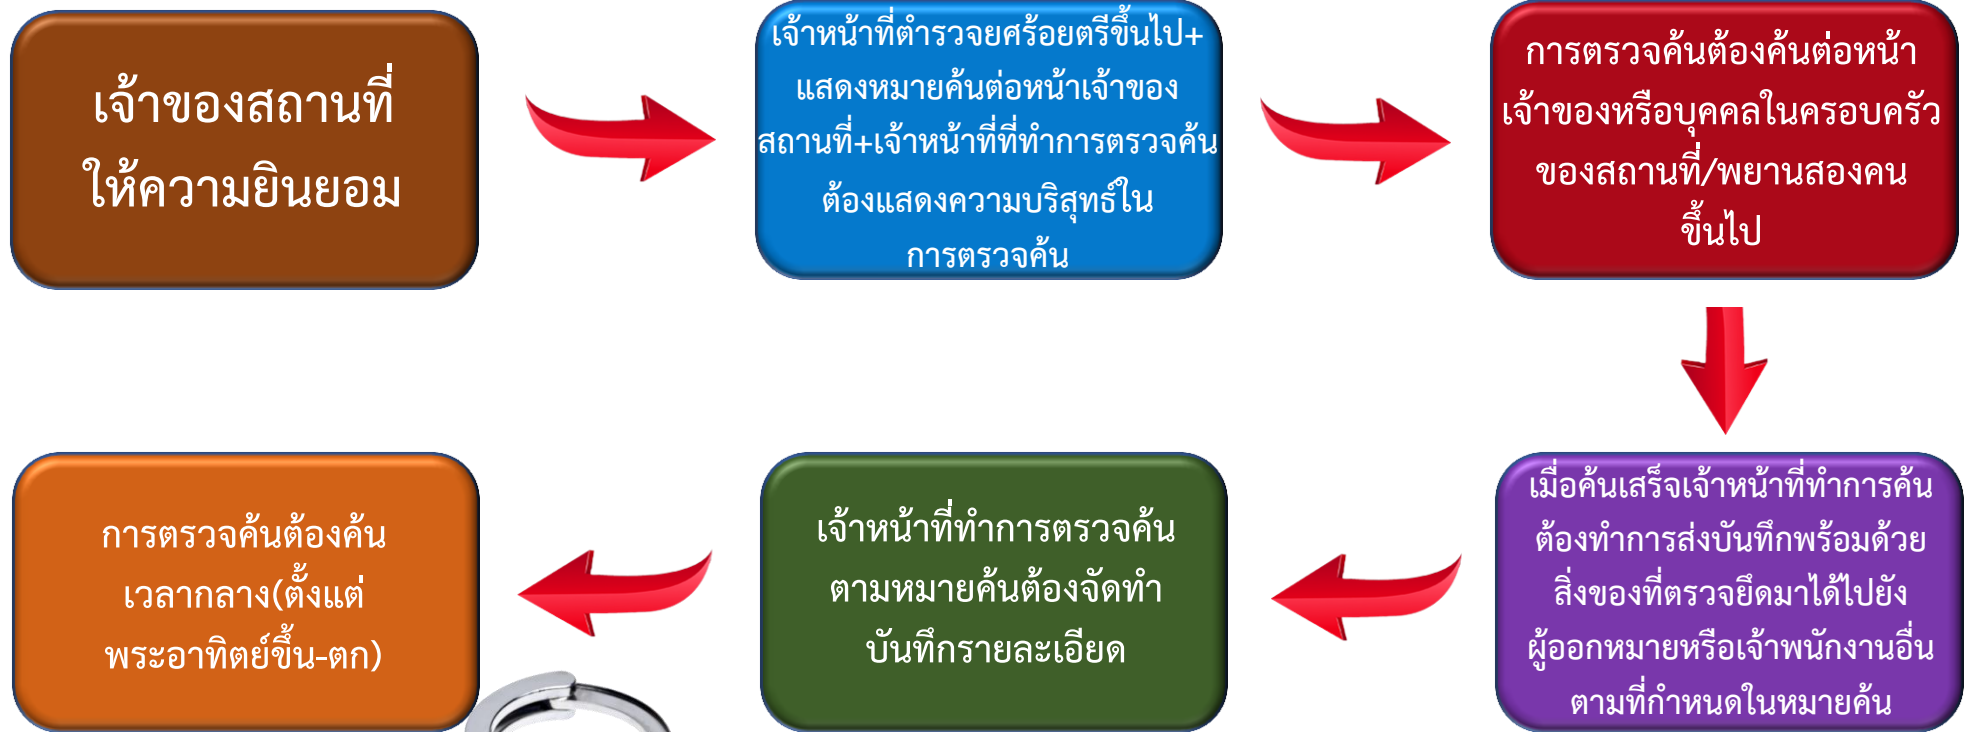 เจ้าของสถานที่
ให้ความยินยอม
เจ้าหน้าที่ตำรวจยศร้อยตรีขึ้นไป+
แสดงหมายค้นต่อหน้าเจ้าของ
สถานที่+เจ้าหน้าที่ที่ทำการตรวจค้น
ต้องแสดงความบริสุทธิ์ใน
การตรวจค้น
การตรวจค้นต้องค้นต่อหน้า
เจ้าของหรือบุคคลในครอบครัว
ของสถานที่/พยานสองคน
ขึ้นไป
เมื่อค้นเสร็จเจ้าหน้าที่ทำการค้น
ต้องทำการส่งบันทึกพร้อมด้วย
สิ่งของที่ตรวจยึดมาได้ไปยัง
ผู้ออกหมายหรือเจ้าพนักงานอื่น
ตามที่กำหนดในหมายค้น
เจ้าหน้าที่ทำการตรวจค้น
ตามหมายค้นต้องจัดทำ
บันทึกรายละเอียด
การตรวจค้นต้องค้น
เวลากลาง(ตั้งแต่
พระอาทิตย์ขึ้น-ตก)